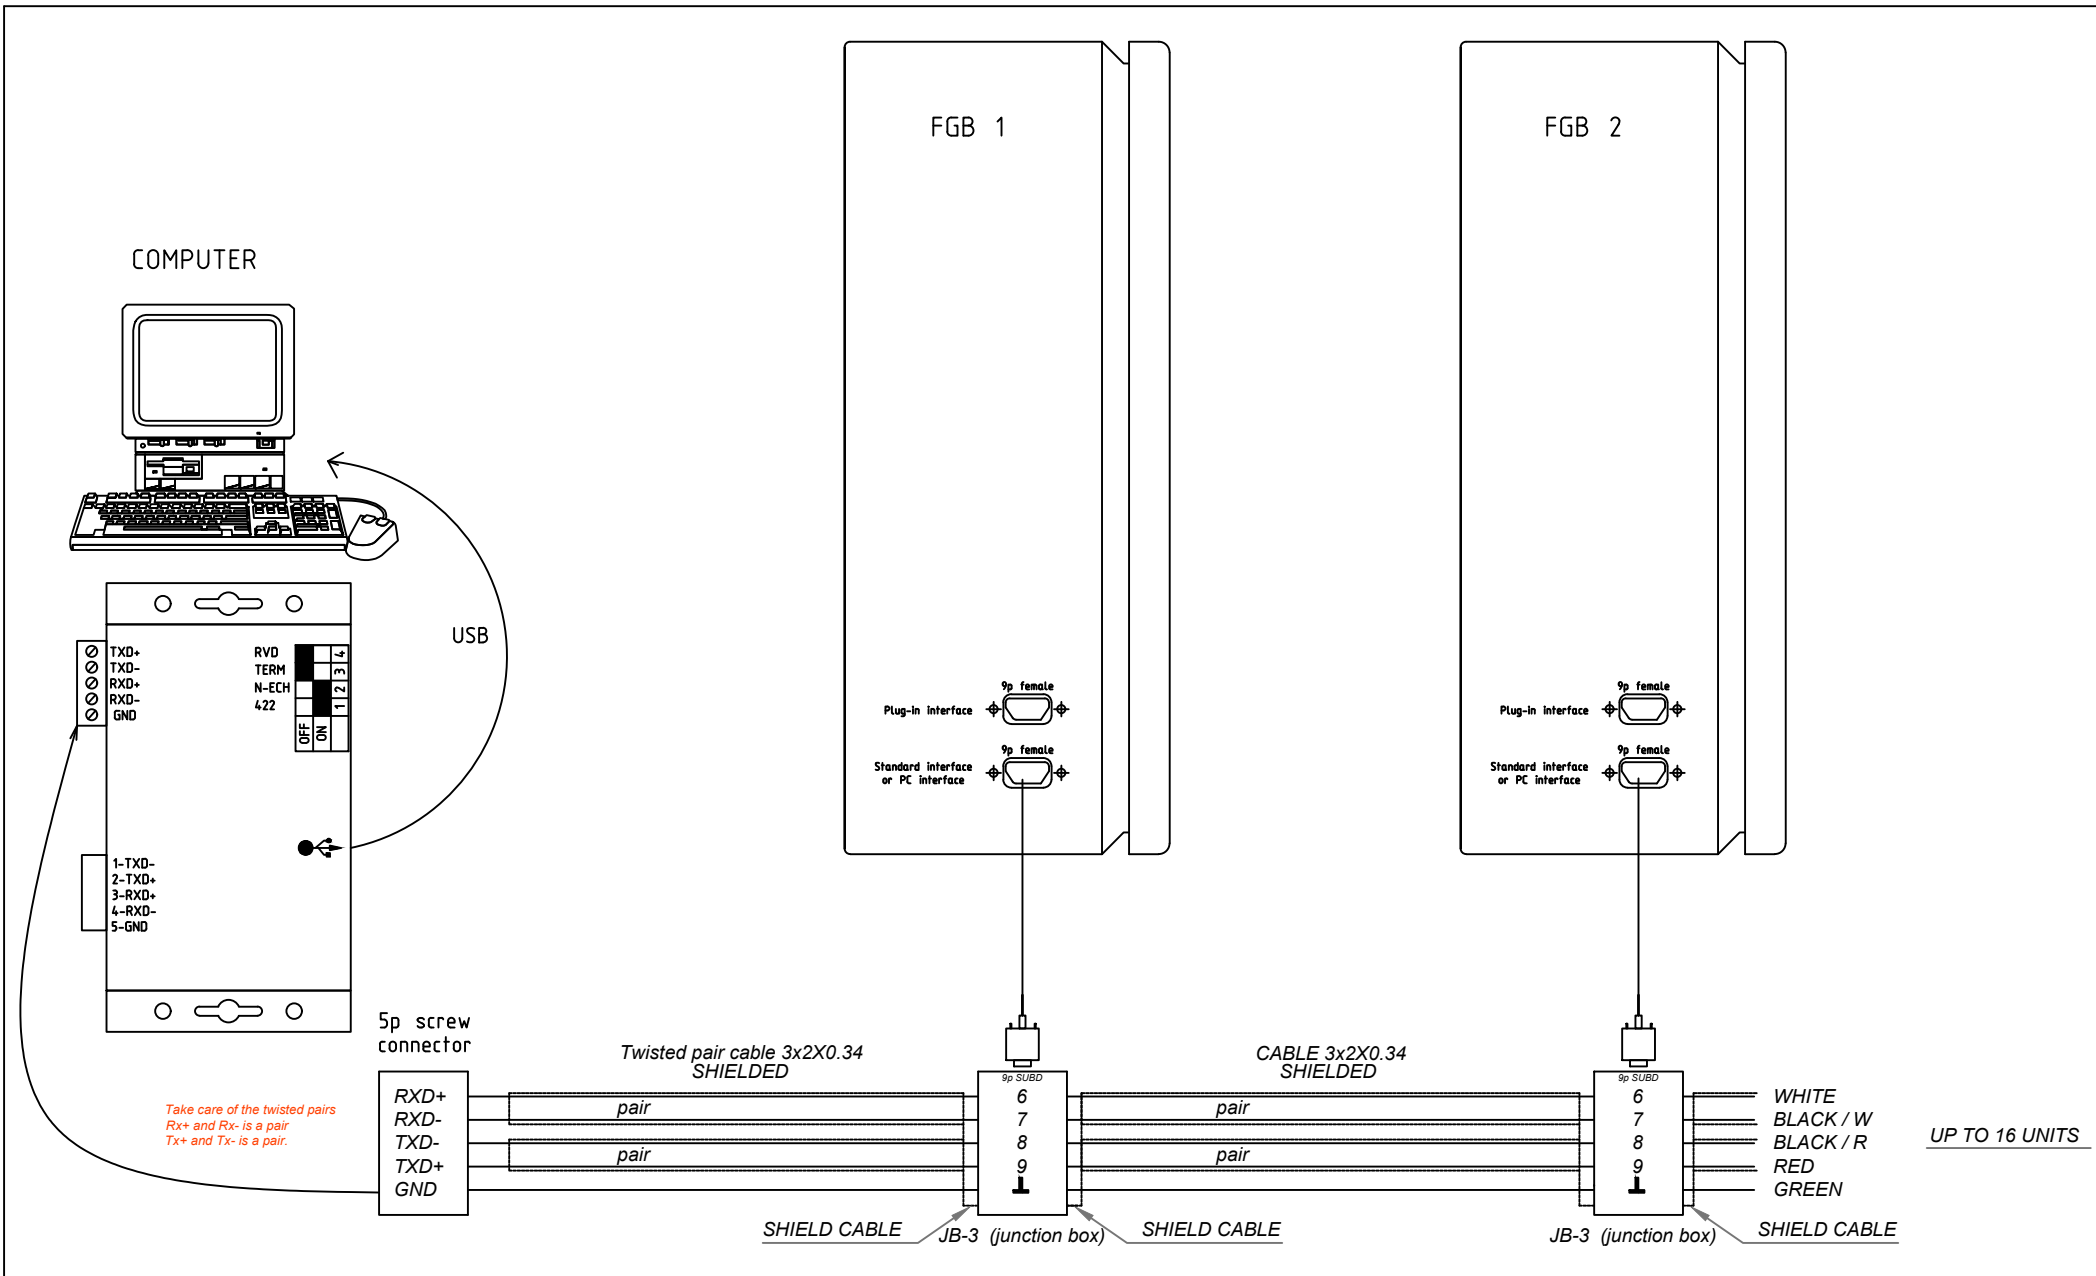 FGB 1
FGB 2
COMPUTER
USB
TXD+
TXD-
RXD+
RXD-
GND
RVD
TERM
N-ECH
422
4
3
2
1
OFF
ON
1-TXD-
2-TXD+
3-RXD+
4-RXD-
5-GND
9p female
Plug-in interface
9p female
Standard interface
or PC interface
9p female
Plug-in interface
9p female
Standard interface
or PC interface
5p screw
connector
Twisted pair cable 3x2X0.34
SHIELDED
CABLE 3x2X0.34
SHIELDED
Take care of the twisted pairs
Rx+ and Rx- is a pair
Tx+ and Tx- is a pair.
RXD+
RXD-
TXD-
TXD+
GND
pair
pair
9p SUBD
6
7
8
9
pair
pair
9p SUBD
6
7
8
9
WHITE
BLACK / W
BLACK / R
RED
GREEN
UP TO 16 UNITS
SHIELD CABLE
JB-3 (junction box)
SHIELD CABLE
JB-3 (junction box)
SHIELD CABLE